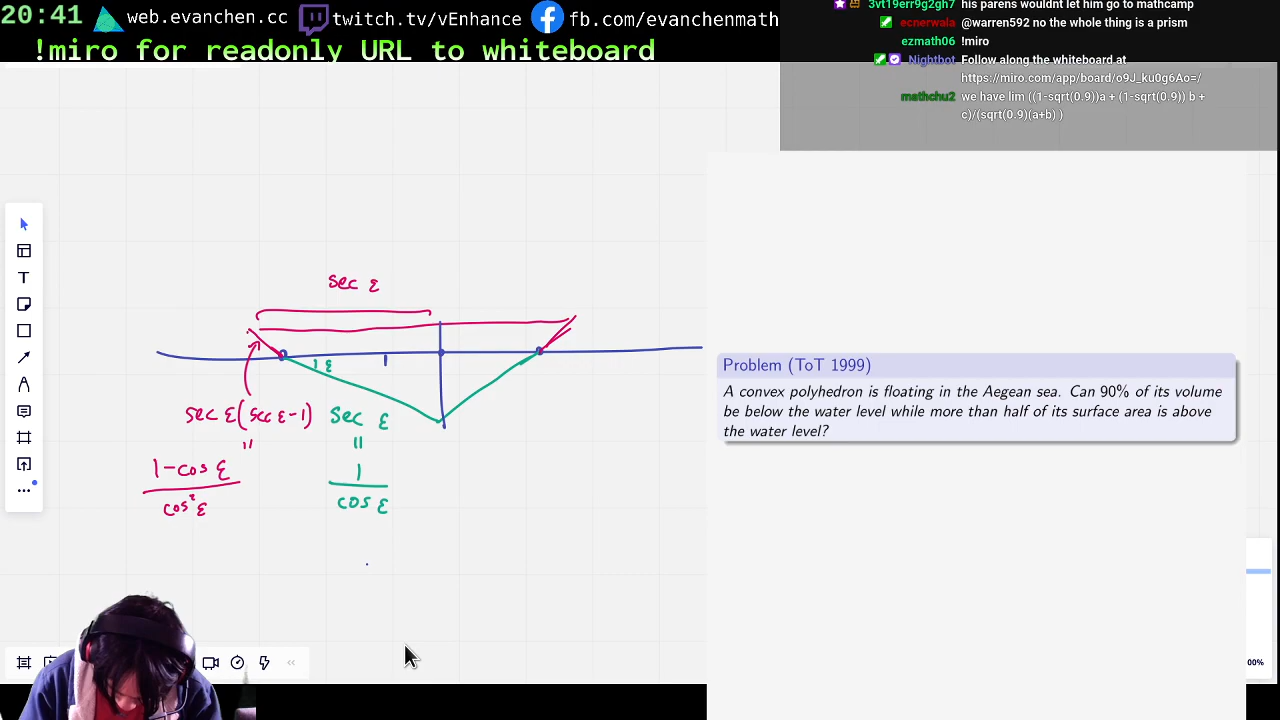 20:41 web.evanchen.cc twitch.tv/vEnhance fb.com/evanchenmath
!miro for readonly URL to whiteboard
3vt19err9g2gh7 his parens wouldnt let him go to mathcamp
ecnerwala @warren592 no the whole thing is a prism
ezmath06 !miro
Nightbot Follow along the whiteboard at
https://miro.com/app/board/o9J_ku0g6Ao=/
mathchu2 we have lim ((1-sqrt(0.9))a + (1-sqrt(0.9)) b +
c)/(sqrt(0.9)(a+b) )
sec ε
ε
1
sec ε(sec ε-1) sec ε
= =
1-cos ε 1
cos² ε cos ε
Problem (ToT 1999)
A convex polyhedron is floating in the Aegean sea. Can 90% of its volume
be below the water level while more than half of its surface area is above
the water level?
00%